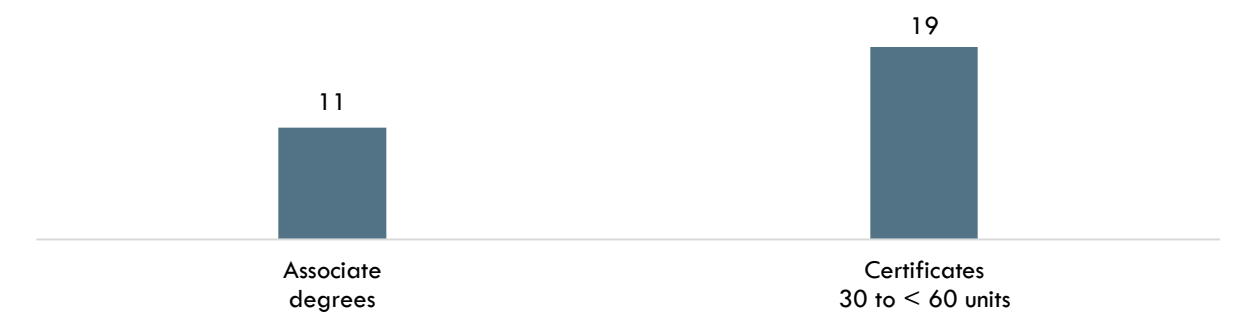 19
11
Associate
degrees
Certificates
30 to < 60 units